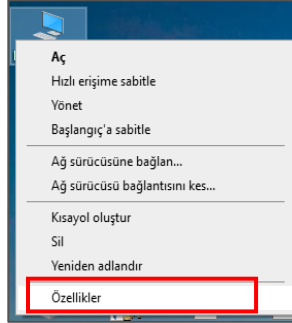 Aç
Hızlı erişime sabitle
Yönet
Başlangıç'a sabitle
Ağ sürücüsüne bağlan...
Ağ sürücüsü bağlantısını kes...
Kısayol oluştur
Sil
Yeniden adlandır
Özellikler